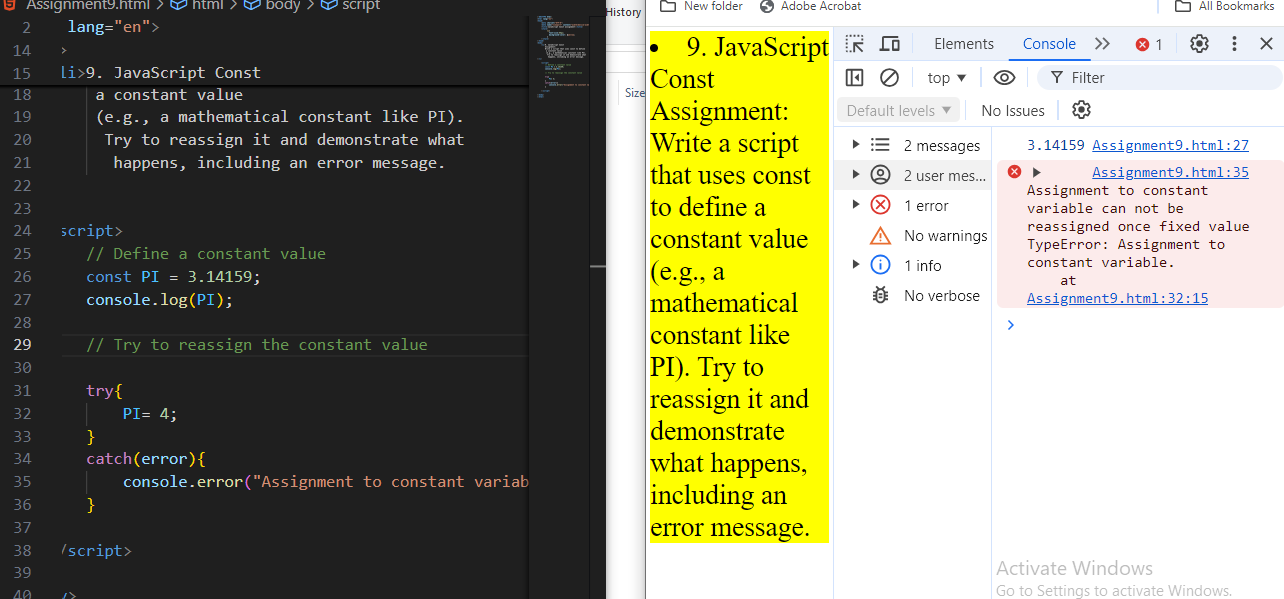 Assignment9.html > html > body > script
2 lang="en">
14 >
15 li>9. JavaScript Const
18 a constant value
19 (e.g., a mathematical constant like PI).
20 Try to reassign it and demonstrate what
21 happens, including an error message.
22
23
24 script>
25 // Define a constant value
26 const PI = 3.14159;
27 console.log(PI);
28
29 // Try to reassign the constant value
30
31 try{
32 PI= 4;
33 }
34 catch(error){
35 console.error("Assignment to constant variab
36 }
37
38 /script>
39
40 />
History
Size
New folder
Adobe Acrobat
All Bookmarks
• 9. JavaScript
Const
Assignment:
Write a script
that uses const
to define a
constant value
(e.g., a
mathematical
constant like
PI). Try to
reassign it and
demonstrate
what happens,
including an
error message.
Elements
Console
1
top ▼
Filter
Default levels ▼
No Issues
2 messages
2 user mes...
1 error
No warnings
1 info
No verbose
3.14159 Assignment9.html:27
Assignment9.html:35
Assignment to constant
variable can not be
reassigned once fixed value
TypeError: Assignment to
constant variable.
at
Assignment9.html:32:15
Activate Windows
Go to Settings to activate Windows.